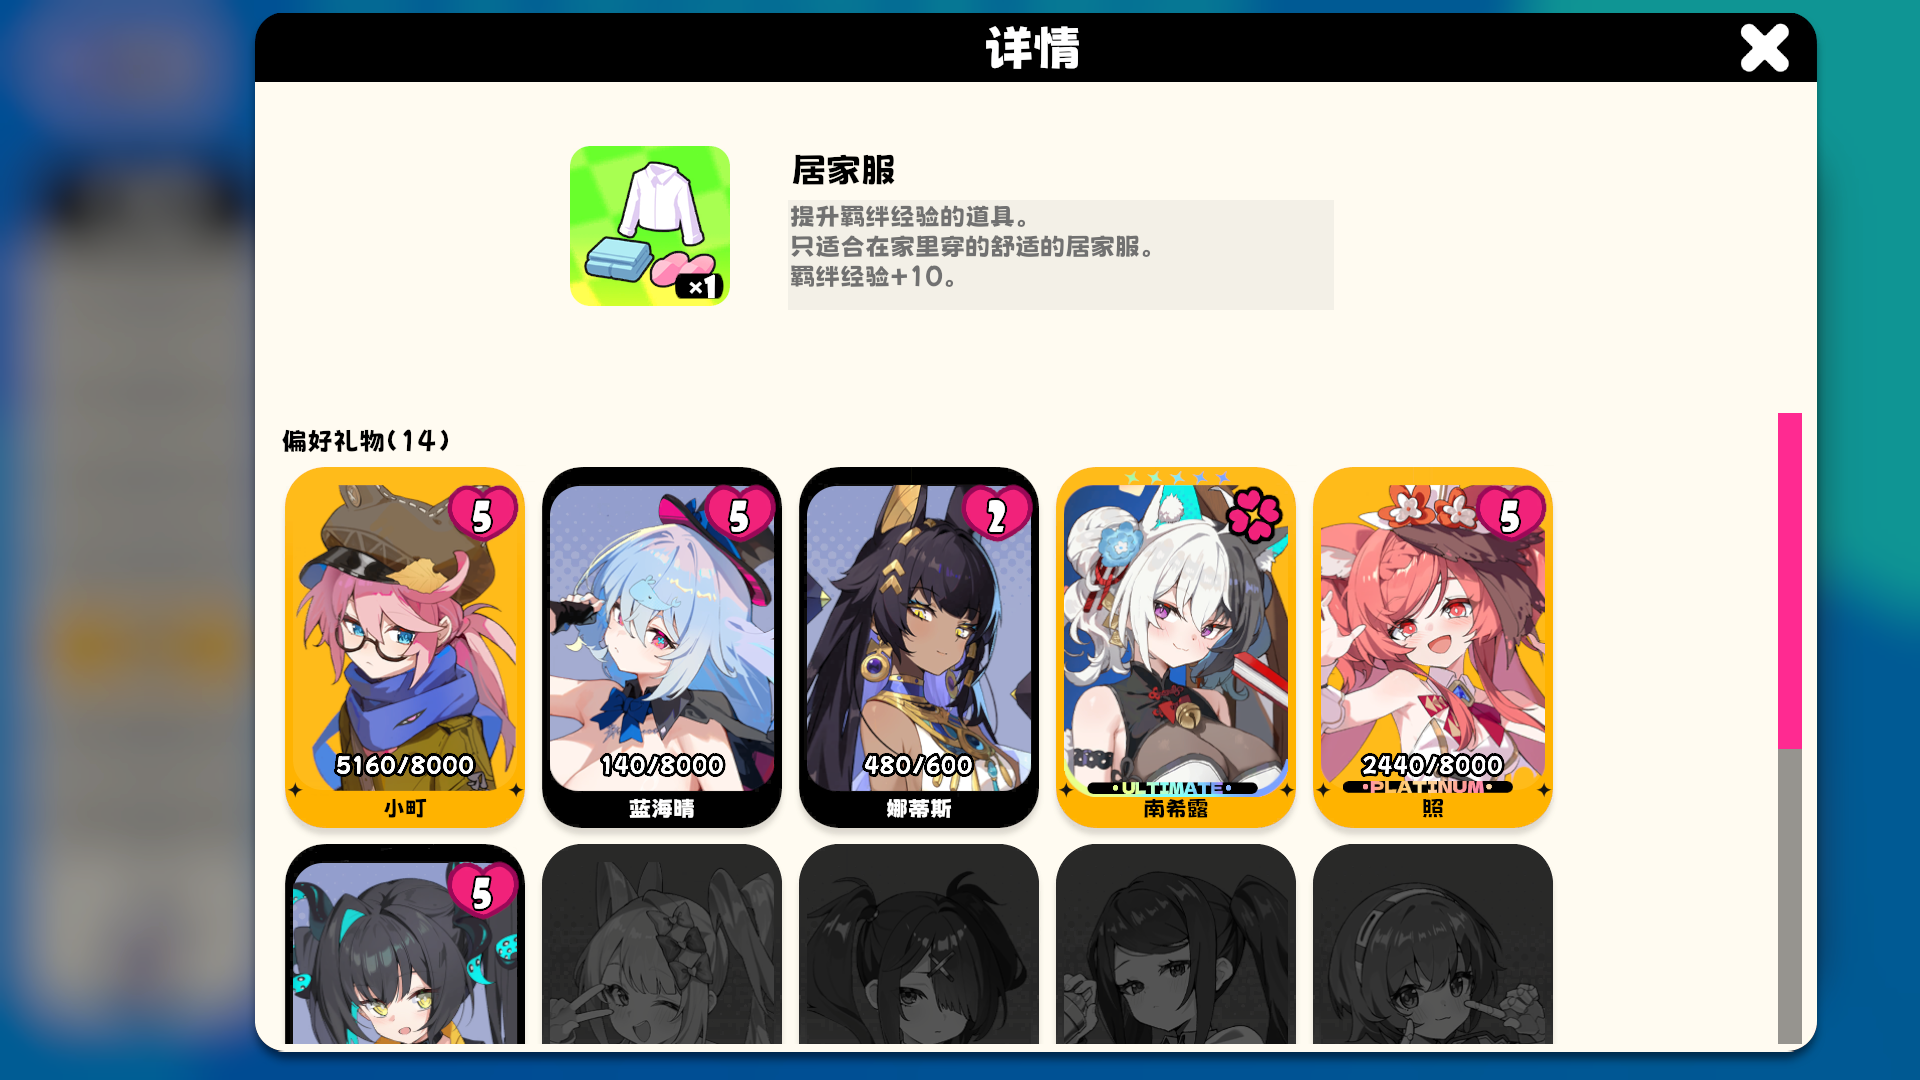 详情
居家服
提升羁绊经验的道具。
只适合在家里穿的舒适的居家服。
羁绊经验+10。
×1
偏好礼物(14)
5
5
2
5
5160/8000
140/8000
480/600
2440/8000
·ULTIMATE·
·PLATINUM·
小町
蓝海晴
娜蒂斯
南希露
照
5